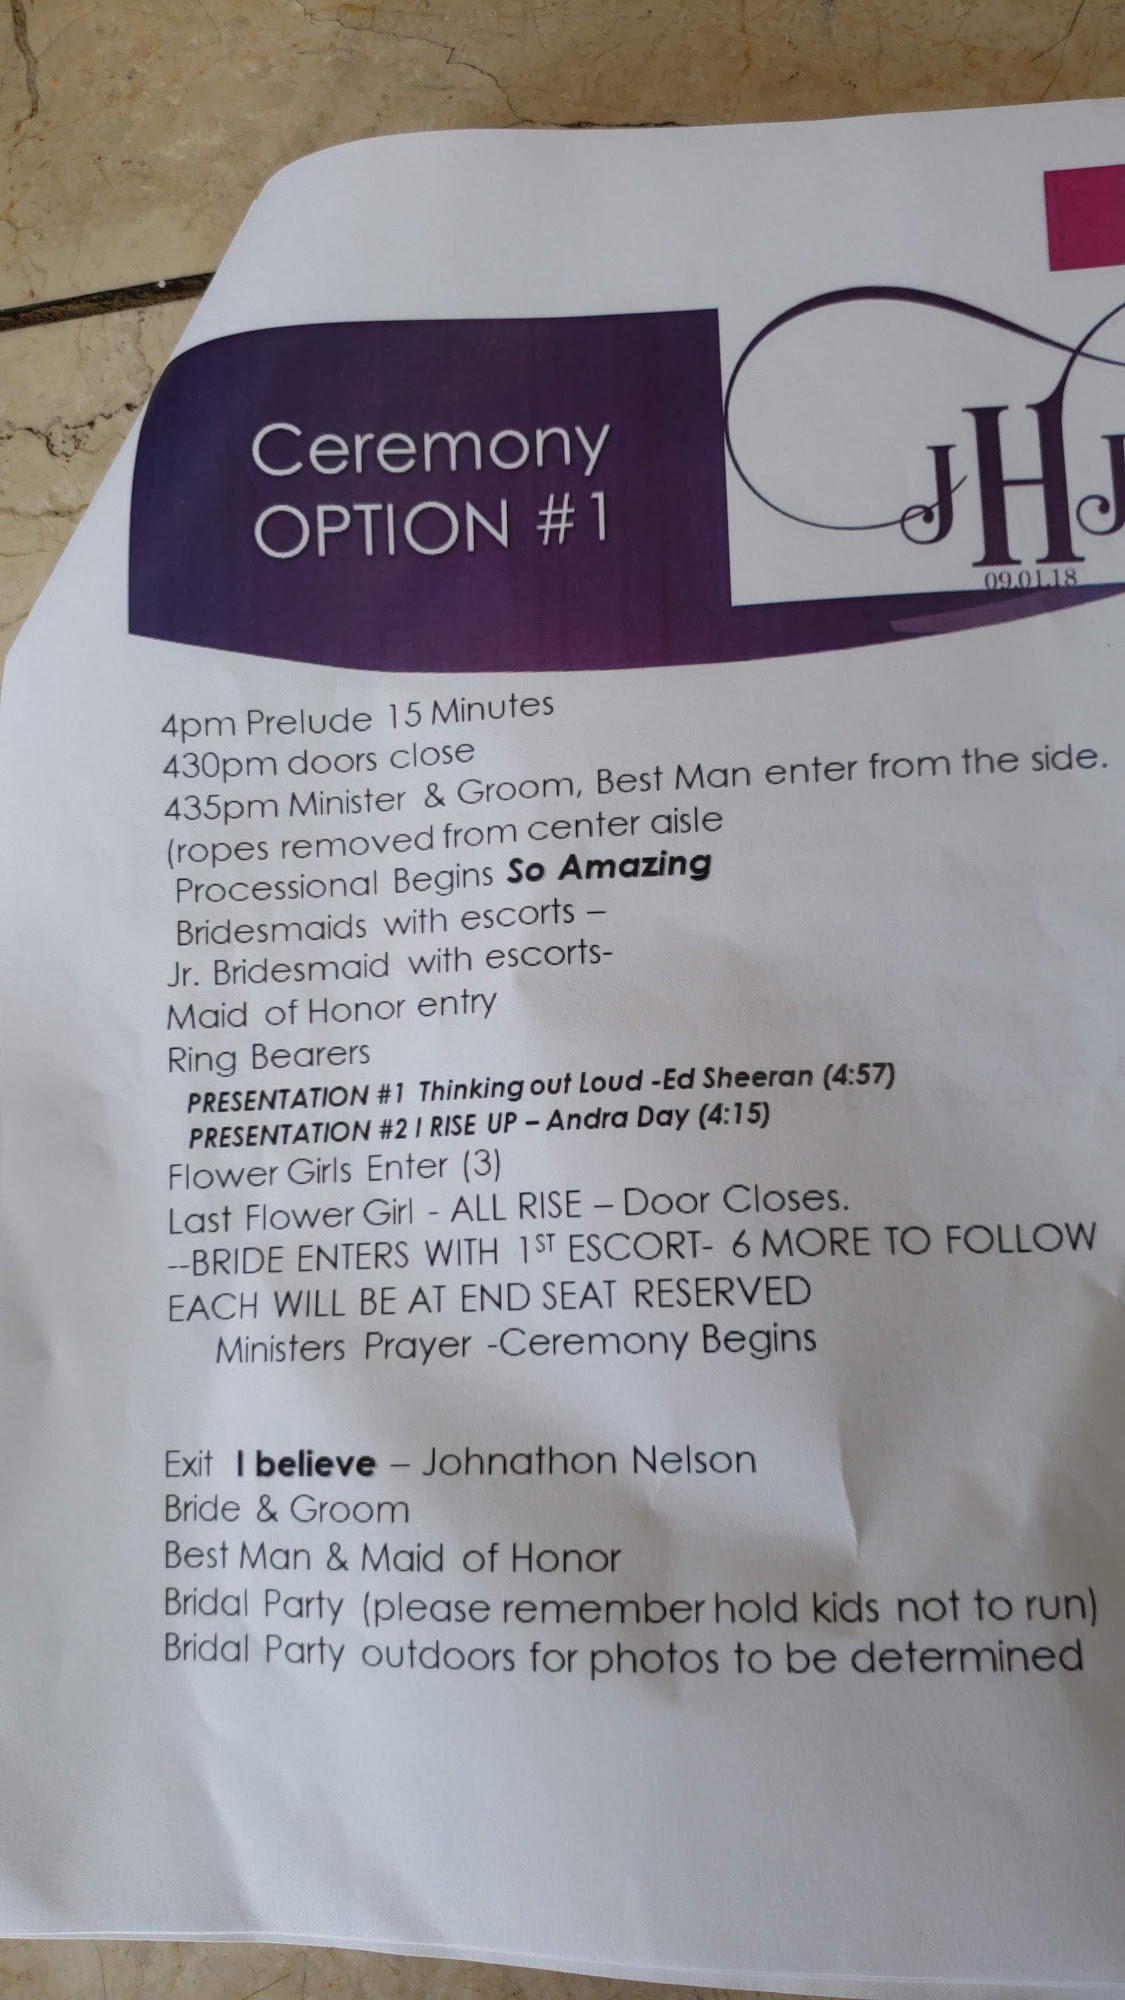 Ceremony
OPTION #1
JHJ
09.01.18
4pm Prelude 15 Minutes
430pm doors close
435pm Minister & Groom, Best Man enter from the side.
(ropes removed from center aisle
Processional Begins So Amazing
Bridesmaids with escorts –
Jr. Bridesmaid with escorts-
Maid of Honor entry
Ring Bearers
PRESENTATION #1 Thinking out Loud -Ed Sheeran (4:57)
PRESENTATION #2 I RISE UP – Andra Day (4:15)
Flower Girls Enter (3)
Last Flower Girl - ALL RISE – Door Closes.
--BRIDE ENTERS WITH 1ST ESCORT- 6 MORE TO FOLLOW
EACH WILL BE AT END SEAT RESERVED
Ministers Prayer -Ceremony Begins
Exit I believe – Johnathon Nelson
Bride & Groom
Best Man & Maid of Honor
Bridal Party (please remember hold kids not to run)
Bridal Party outdoors for photos to be determined